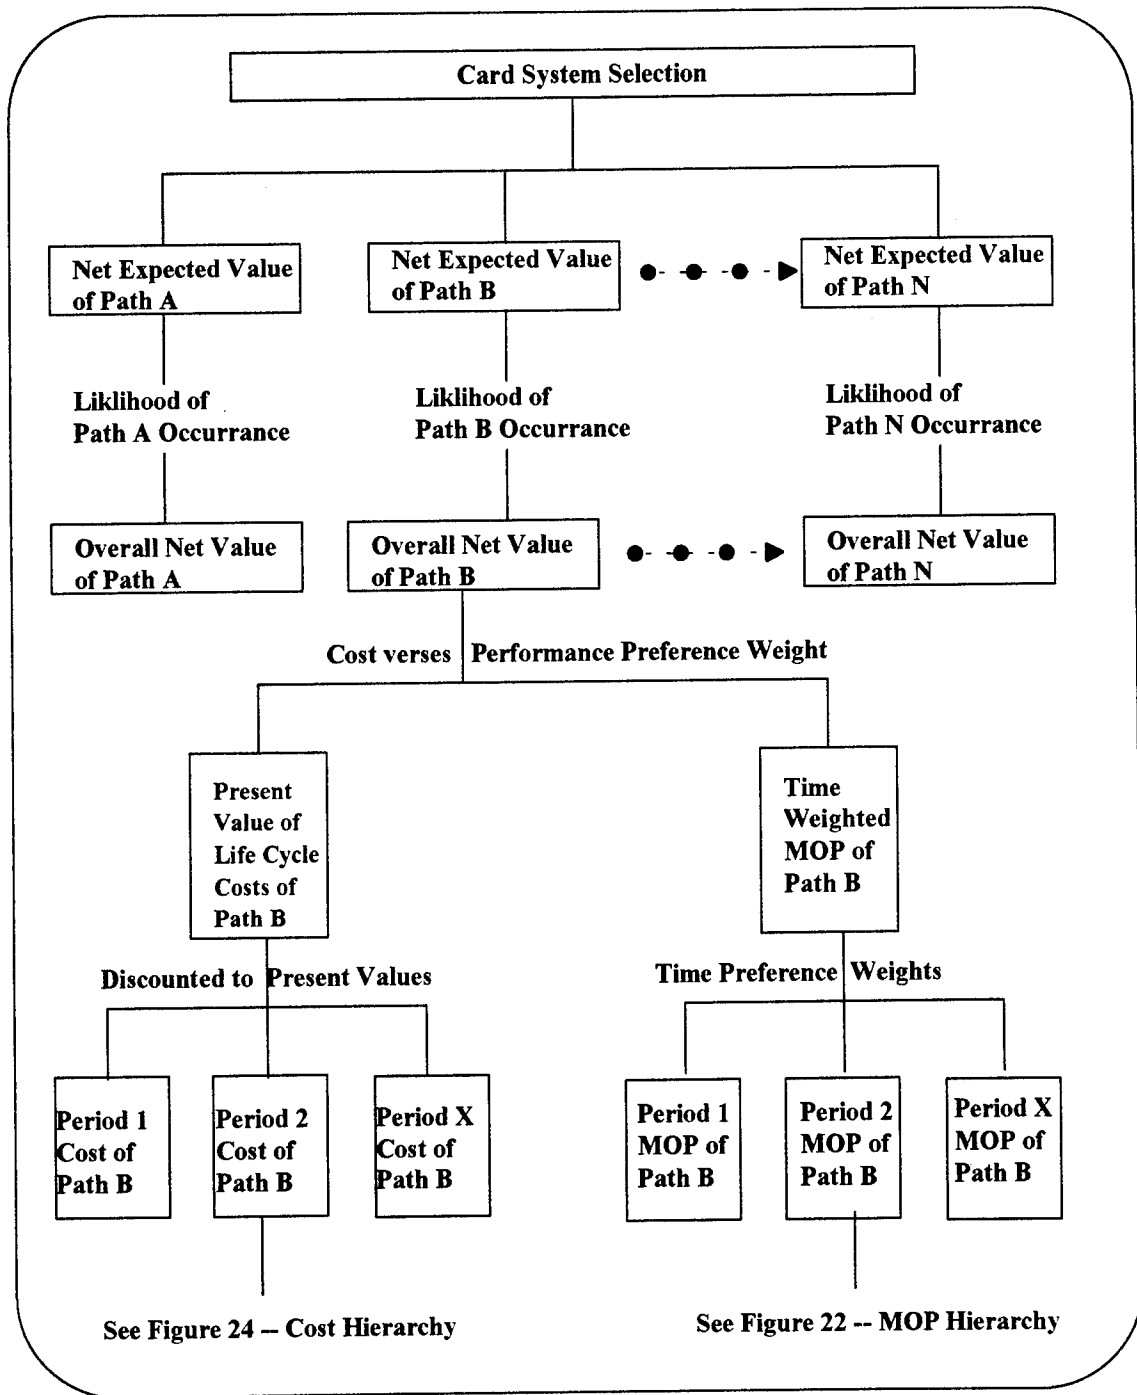 Card System Selection
Net Expected Value
of Path A
Net Expected Value
of Path B
Net Expected Value
of Path N
Liklihood of
Path A Occurrance
Liklihood of
Path B Occurrance
Liklihood of
Path N Occurrance
Overall Net Value
of Path A
Overall Net Value
of Path B
Overall Net Value
of Path N
Cost verses Performance Preference Weight
Present
Value of
Life Cycle
Costs of
Path B
Time
Weighted
MOP of
Path B
Discounted to Present Values
Time Preference Weights
Period 1
Cost of
Path B
Period 2
Cost of
Path B
Period X
Cost of
Path B
Period 1
MOP of
Path B
Period 2
MOP of
Path B
Period X
MOP of
Path B
See Figure 24 -- Cost Hierarchy
See Figure 22 -- MOP Hierarchy